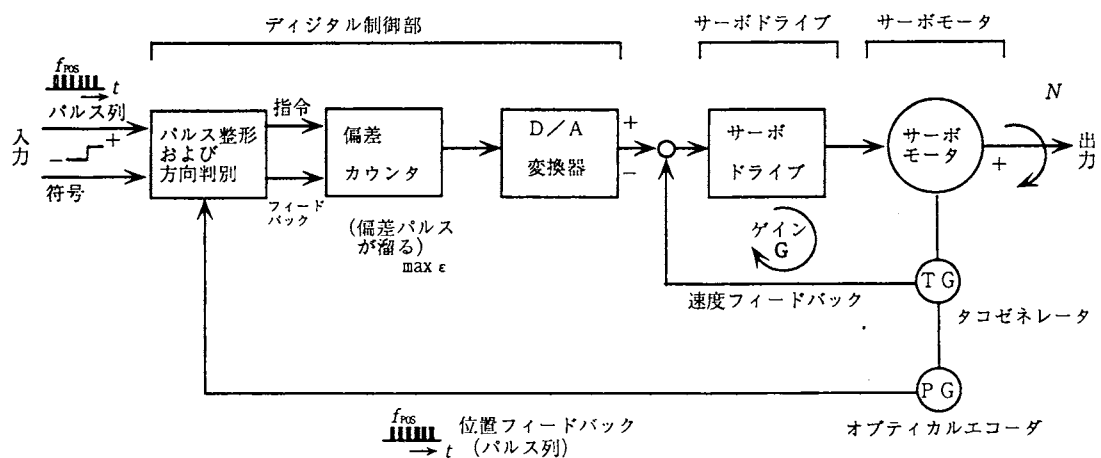 ディジタル制御部
サーボドライブ
サーボモータ
fPOS
t
パルス列
入力
− +
符号
パルス整形
および
方向判別
指令
フィード
バック
偏差
カウンタ
(偏差パルス
が溜る)
max ε
D/A
変換器
+
−
サーボ
ドライブ
ゲイン
G
サーボ
モータ
N
+
出力
速度フィードバック
TG
タコゼネレータ
PG
オプティカルエコーダ
fPOS
t
位置フィードバック
(パルス列)